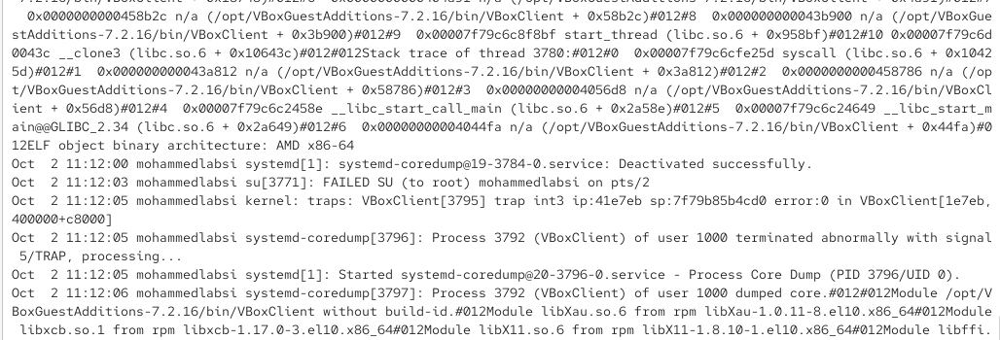 0x0000000000458b2c n/a (/opt/VBoxGuestAdditions-7.2.16/bin/VBoxClient + 0x58b2c)#012#8  0x000000000043b900 n/a (/opt/VBoxGue
stAdditions-7.2.16/bin/VBoxClient + 0x3b900)#012#9  0x00007f79c6c8f8bf start_thread (libc.so.6 + 0x958bf)#012#10 0x00007f79c6d
0043c __clone3 (libc.so.6 + 0x10643c)#012#012Stack trace of thread 3780:#012#0  0x00007f79c6cfe25d syscall (libc.so.6 + 0x1042
5d)#012#1  0x000000000043a812 n/a (/opt/VBoxGuestAdditions-7.2.16/bin/VBoxClient + 0x3a812)#012#2  0x0000000000458786 n/a (/op
t/VBoxGuestAdditions-7.2.16/bin/VBoxClient + 0x58786)#012#3  0x00000000004056d8 n/a (/opt/VBoxGuestAdditions-7.2.16/bin/VBoxCl
ient + 0x56d8)#012#4  0x00007f79c6c2458e __libc_start_call_main (libc.so.6 + 0x2a58e)#012#5  0x00007f79c6c24649 __libc_start_m
ain@@GLIBC_2.34 (libc.so.6 + 0x2a649)#012#6  0x00000000004044fa n/a (/opt/VBoxGuestAdditions-7.2.16/bin/VBoxClient + 0x44fa)#0
12ELF object binary architecture: AMD x86-64
Oct  2 11:12:00 mohammedlabsi systemd[1]: systemd-coredump@19-3784-0.service: Deactivated successfully.
Oct  2 11:12:03 mohammedlabsi su[3771]: FAILED SU (to root) mohammedlabsi on pts/2
Oct  2 11:12:05 mohammedlabsi kernel: traps: VBoxClient[3795] trap int3 ip:41e7eb sp:7f79b85b4cd0 error:0 in VBoxClient[1e7eb,
400000+c8000]
Oct  2 11:12:05 mohammedlabsi systemd-coredump[3796]: Process 3792 (VBoxClient) of user 1000 terminated abnormally with signal
5/TRAP, processing...
Oct  2 11:12:05 mohammedlabsi systemd[1]: Started systemd-coredump@20-3796-0.service - Process Core Dump (PID 3796/UID 0).
Oct  2 11:12:06 mohammedlabsi systemd-coredump[3797]: Process 3792 (VBoxClient) of user 1000 dumped core.#012#012Module /opt/V
BoxGuestAdditions-7.2.16/bin/VBoxClient without build-id.#012Module libXau.so.6 from rpm libXau-1.0.11-8.el10.x86_64#012Module
libxcb.so.1 from rpm libxcb-1.17.0-3.el10.x86_64#012Module libX11.so.6 from rpm libX11-1.8.10-1.el10.x86_64#012Module libffi.